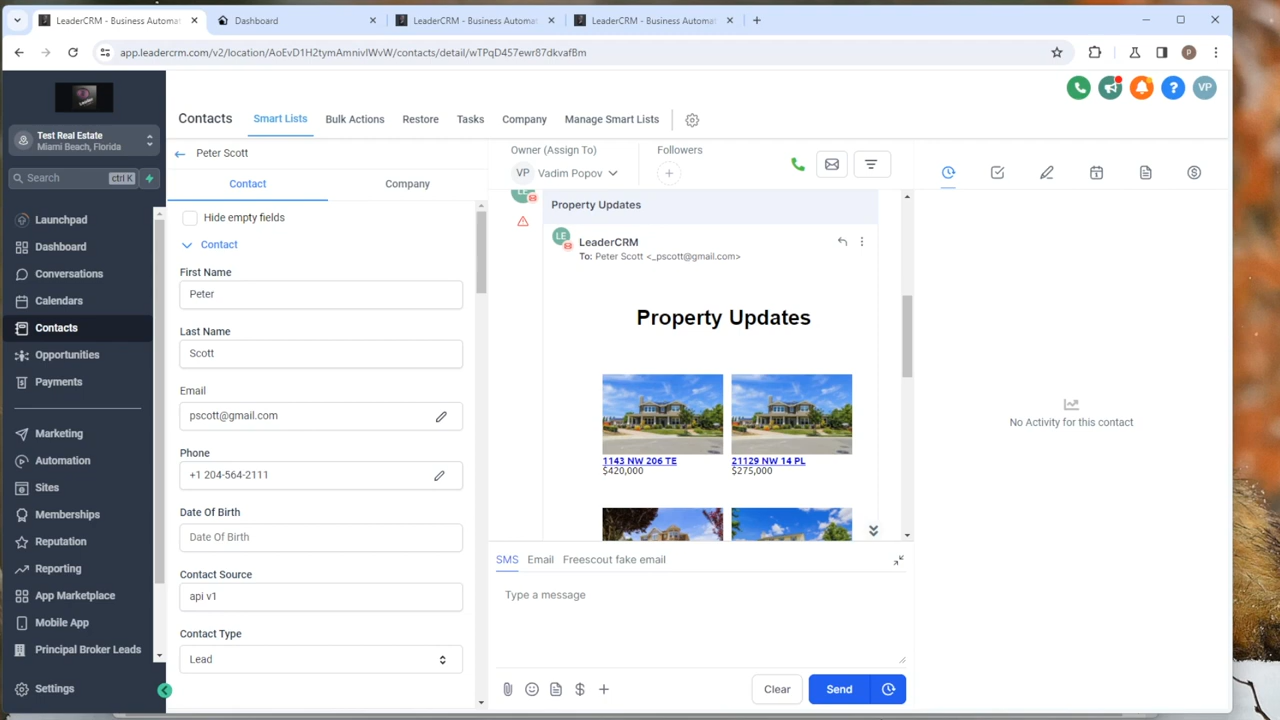 LeaderCRM - Business Automat
Dashboard
LeaderCRM - Business Automat
LeaderCRM - Business Automat
app.leadercrm.com/v2/location/AoEvD1H2tymAmnivIWvW/contacts/detail/wTPqD457ewr87dkvafBm
P
Test Real Estate
Miami Beach, Florida
Search
ctrl K
Launchpad
Dashboard
Conversations
Calendars
Contacts
Opportunities
Payments
Marketing
Automation
Sites
Memberships
Reputation
Reporting
App Marketplace
Mobile App
Principal Broker Leads
Settings
VP
Contacts
Smart Lists
Bulk Actions
Restore
Tasks
Company
Manage Smart Lists
Peter Scott
Contact
Company
Hide empty fields
Contact
First Name
Peter
Last Name
Scott
Email
pscott@gmail.com
Phone
+1 204-564-2111
Date Of Birth
Date Of Birth
Contact Source
api v1
Contact Type
Lead
Owner (Assign To)
VP Vadim Popov
Followers
Property Updates
LE
LeaderCRM
To: Peter Scott <_pscott@gmail.com>
Property Updates
1143 NW 206 TE
$420,000
21129 NW 14 PL
$275,000
SMS
Email
Freescout fake email
Type a message
Clear
Send
No Activity for this contact